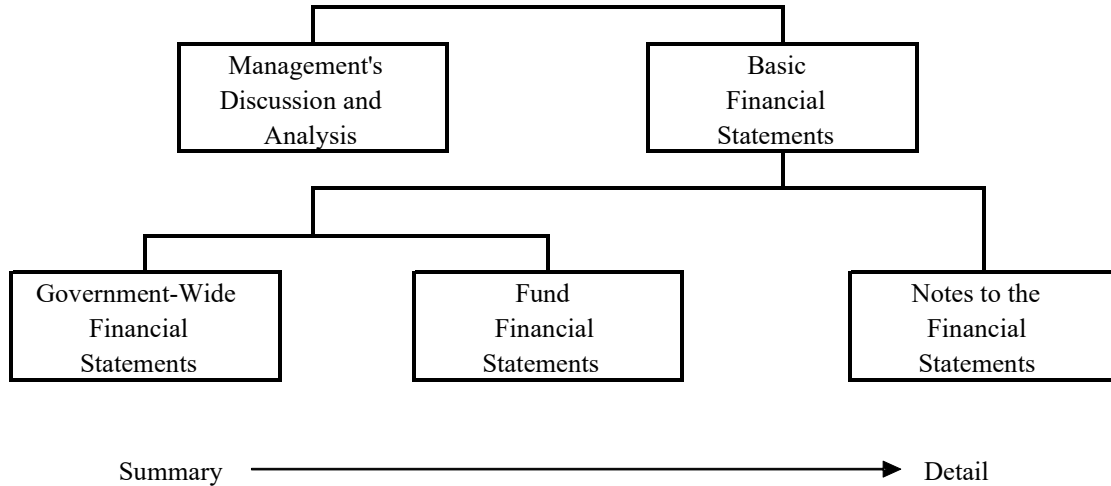 Management's
Discussion and
Analysis
Basic
Financial
Statements
Government-Wide
Financial
Statements
Fund
Financial
Statements
Notes to the
Financial
Statements
Summary
Detail